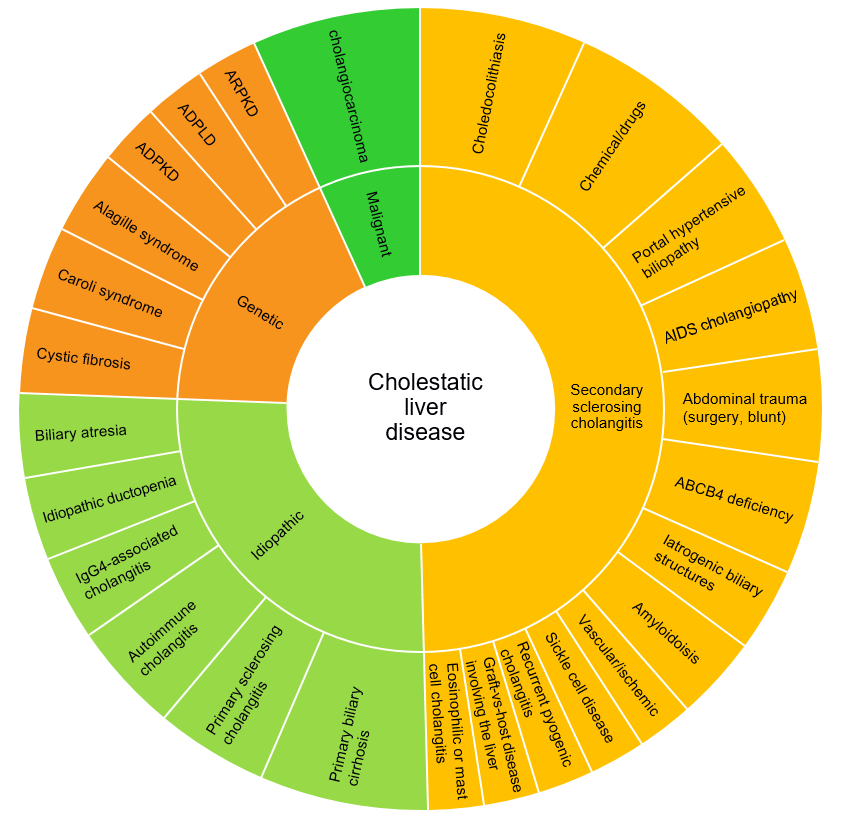 Cholestatic
liver
disease
Secondary
sclerosing
cholangitis
Choledocolithiasis
Chemical/drugs
Portal hypertensive
biliopathy
AIDS cholangiopathy
Abdominal trauma
(surgery, blunt)
ABCB4 deficiency
Iatrogenic biliary
structures
Amyloidoisis
Vascular/ischemic
Sickle cell disease
Recurrent pyogenic
cholangitis
Graft-vs-host disease
involving the liver
Eosinophilic or mast
cell cholangitis
Idiopathic
Primary biliary
cirrhosis
Primary sclerosing
cholangitis
Autoimmune
cholangitis
IgG4-associated
cholangitis
Idiopathic ductopenia
Biliary atresia
Genetic
Cystic fibrosis
Caroli syndrome
Alagille syndrome
ADPKD
ADPLD
ARPKD
Malignant
cholangiocarcinoma